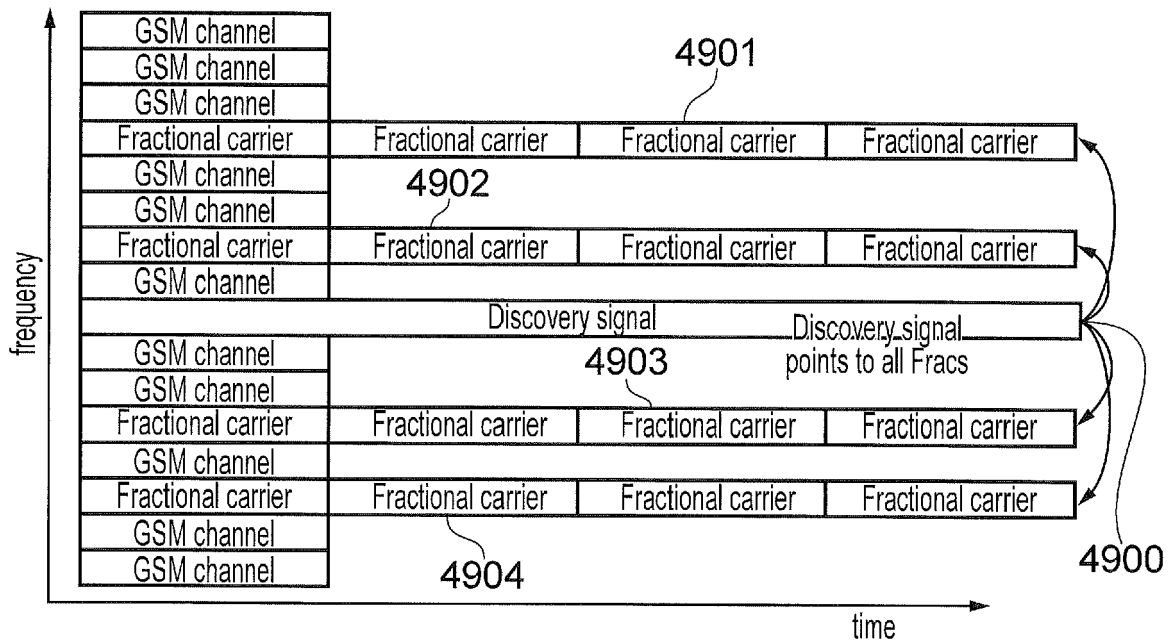 GSM channel
GSM channel
4901
GSM channel
Fractional carrier Fractional carrier Fractional carrier Fractional carrier
GSM channel
4902
GSM channel
Fractional carrier Fractional carrier Fractional carrier Fractional carrier
GSM channel
Discovery signal
Discovery signal
points to all Fracs
GSM channel
4903
GSM channel
Fractional carrier Fractional carrier Fractional carrier Fractional carrier
GSM channel
Fractional carrier Fractional carrier Fractional carrier Fractional carrier
GSM channel
4900
GSM channel
4904
frequency
time